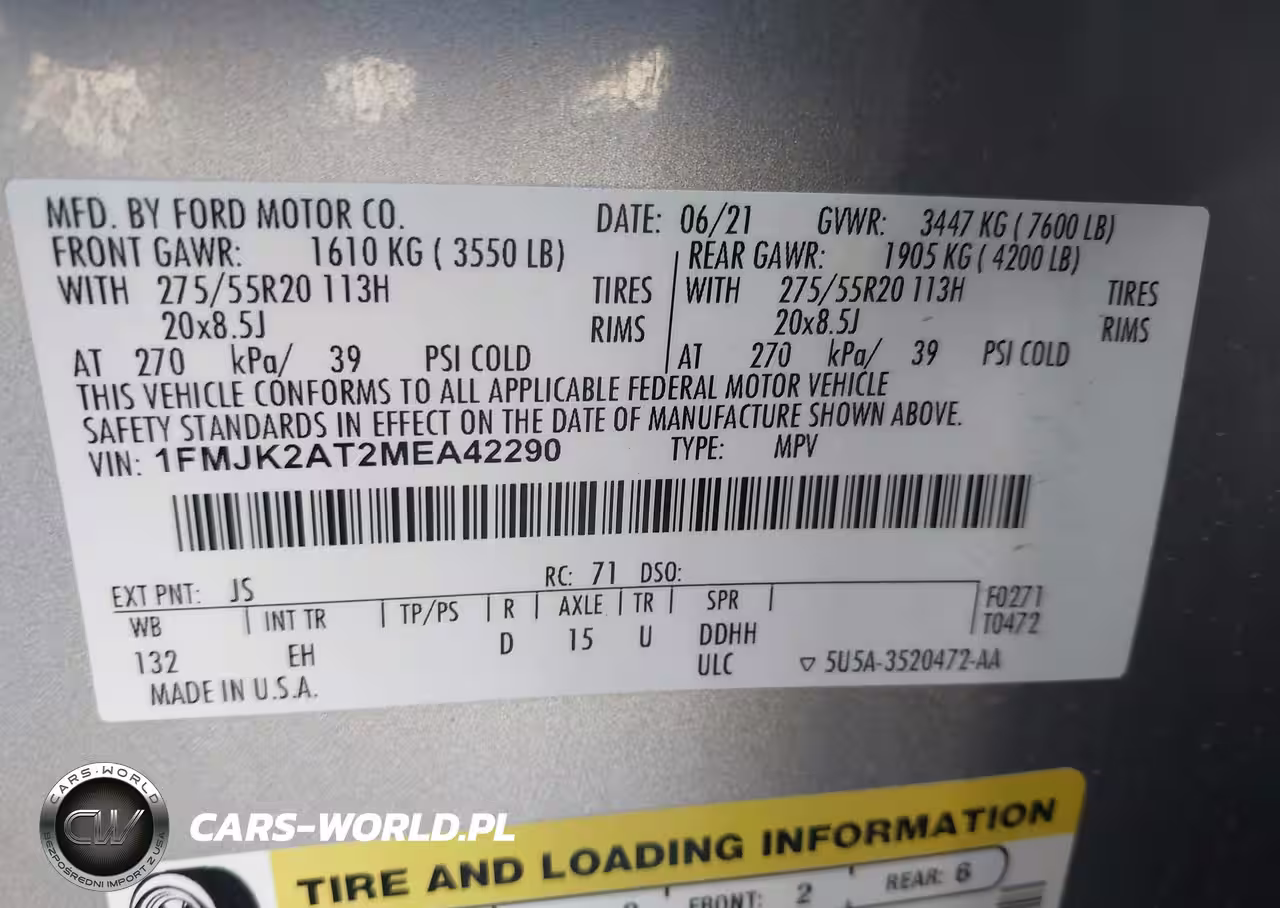 MFD. BY FORD MOTOR CO. DATE: 06/21 GVWR: 3447 KG ( 7600 LB)
FRONT GAWR: 1610 KG ( 3550 LB) REAR GAWR: 1905 KG ( 4200 LB)
WITH 275/55R20 113H TIRES WITH 275/55R20 113H TIRES
20x8.5J RIMS 20x8.5J RIMS
AT 270 kPa/ 39 PSI COLD AT 270 kPa/ 39 PSI COLD
THIS VEHICLE CONFORMS TO ALL APPLICABLE FEDERAL MOTOR VEHICLE
SAFETY STANDARDS IN EFFECT ON THE DATE OF MANUFACTURE SHOWN ABOVE.
VIN: 1FMJK2AT2MEA42290 TYPE: MPV
EXT PNT: JS RC: 71 DSO:
WB INT TR TP/PS R AXLE TR SPR F0271
T0472
132 EH D 15 U DDHH
MADE IN U.S.A. ULC ▽ 5U5A-3520472-AA
CARS-WORLD
CW
BEZPOŚREDNI IMPORT Z USA
CARS-WORLD.PL
TIRE AND LOADING INFORMATION
FRONT: 2 REAR: 6